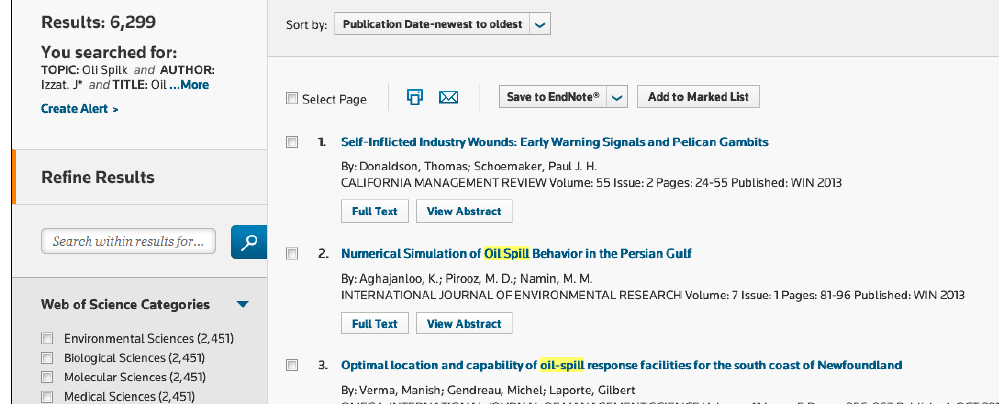 Results: 6,299
You searched for:
TOPIC: Oli Spilk and AUTHOR:
Izzat. J* and TITLE: Oil ...More
Create Alert >
Refine Results
Search within results for...
Web of Science Categories
Environmental Sciences (2,451)
Biological Sciences (2,451)
Molecular Sciences (2,451)
Medical Sciences (2,451)
Sort by: Publication Date-newest to oldest
Select Page
Save to EndNote®
Add to Marked List
1. Self-Inflicted Industry Wounds: Early Warning Signals and Pelican Gambits
By: Donaldson, Thomas; Schoemaker, Paul J. H.
CALIFORNIA MANAGEMENT REVIEW Volume: 55 Issue: 2 Pages: 24-55 Published: WIN 2013
Full Text View Abstract
2. Numerical Simulation of Oil Spill Behavior in the Persian Gulf
By: Aghajanloo, K.; Pirooz, M. D.; Namin, M. M.
INTERNATIONAL JOURNAL OF ENVIRONMENTAL RESEARCH Volume: 7 Issue: 1 Pages: 81-96 Published: WIN 2013
Full Text View Abstract
3. Optimal location and capability of oil-spill response facilities for the south coast of Newfoundland
By: Verma, Manish; Gendreau, Michel; Laporte, Gilbert